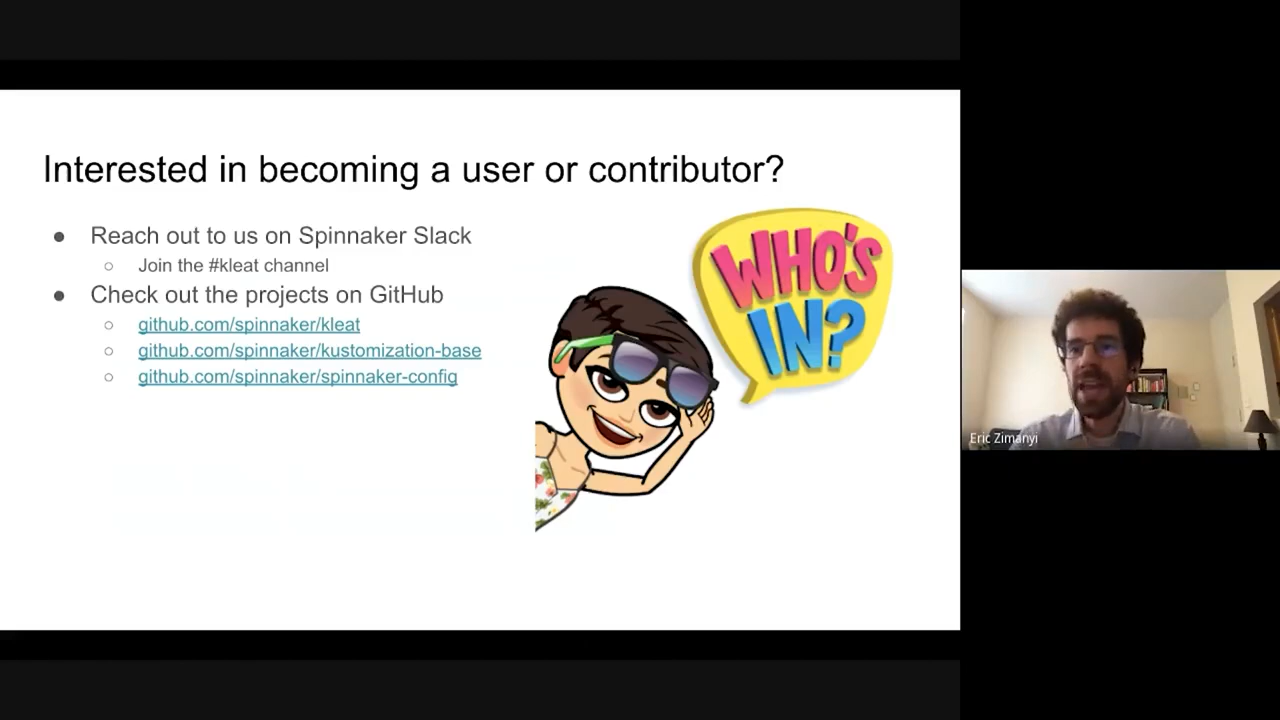 Interested in becoming a user or contributor?
● Reach out to us on Spinnaker Slack
○ Join the #kleat channel
● Check out the projects on GitHub
○ github.com/spinnaker/kleat
○ github.com/spinnaker/kustomization-base
○ github.com/spinnaker/spinnaker-config
WHO'S
IN?
Eric Zimanyi